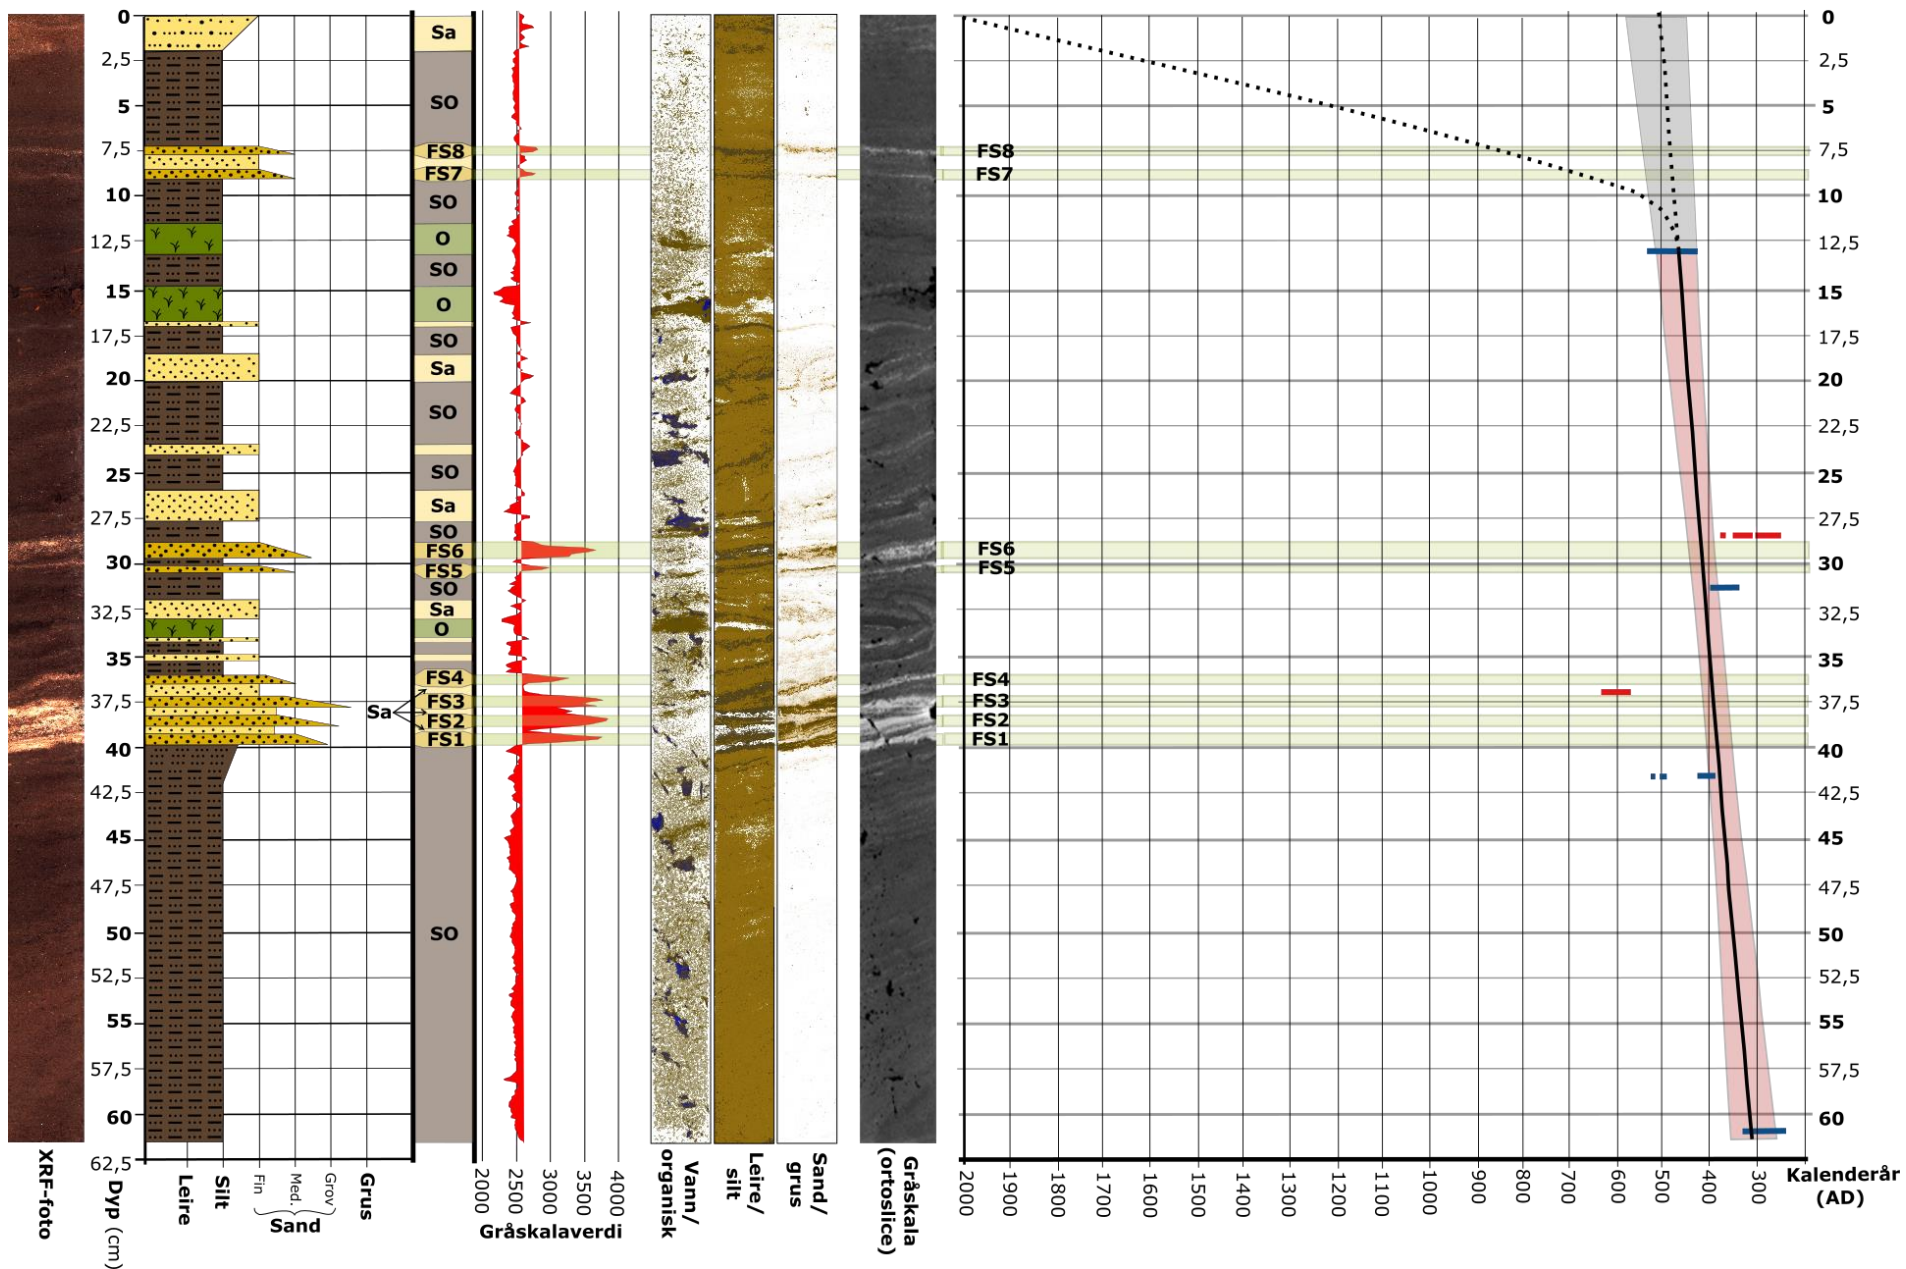 0
2,5
5
7,5
10
12,5
15
17,5
20
22,5
25
27,5
30
32,5
35
37,5
40
42,5
45
47,5
50
52,5
55
57,5
60
62,5
XRF-foto
Dyp (cm)
Leire
Silt
Fin
Med.
Grov
Sand
Grus
Sa
SO
FS8
FS7
SO
O
SO
O
SO
Sa
SO
SO
Sa
SO
FS6
FS5
SO
Sa
O
FS4
FS3
Sa
FS2
FS1
SO
2000
2500
3000
3500
4000
Gråskalaverdi
Vann/
organisk
Leire/
silt
Sand/
grus
Gråskala
(ortoslice)
FS8
FS7
FS6
FS5
FS4
FS3
FS2
FS1
0
2,5
5
7,5
10
12,5
15
17,5
20
22,5
25
27,5
30
32,5
35
37,5
40
42,5
45
47,5
50
52,5
55
57,5
60
2000
1900
1800
1700
1600
1500
1400
1300
1200
1100
1000
900
800
700
600
500
400
300
Kalenderår
(AD)